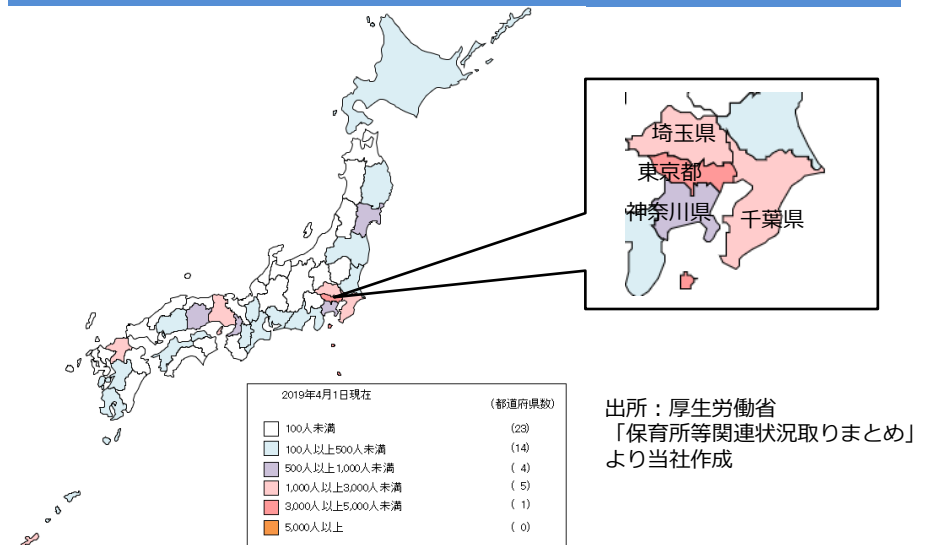 埼玉県
東京都
神奈川県
千葉県
2019年4月1日現在
(都道府県数)
100人未満 (23)
100人以上500人未満 (14)
500人以上1,000人未満 ( 4)
1,000人以上3,000人未満 ( 5)
3,000人以上5,000人未満 ( 1)
5,000人以上 ( 0)
出所：厚生労働省
「保育所等関連状況取りまとめ」
より当社作成